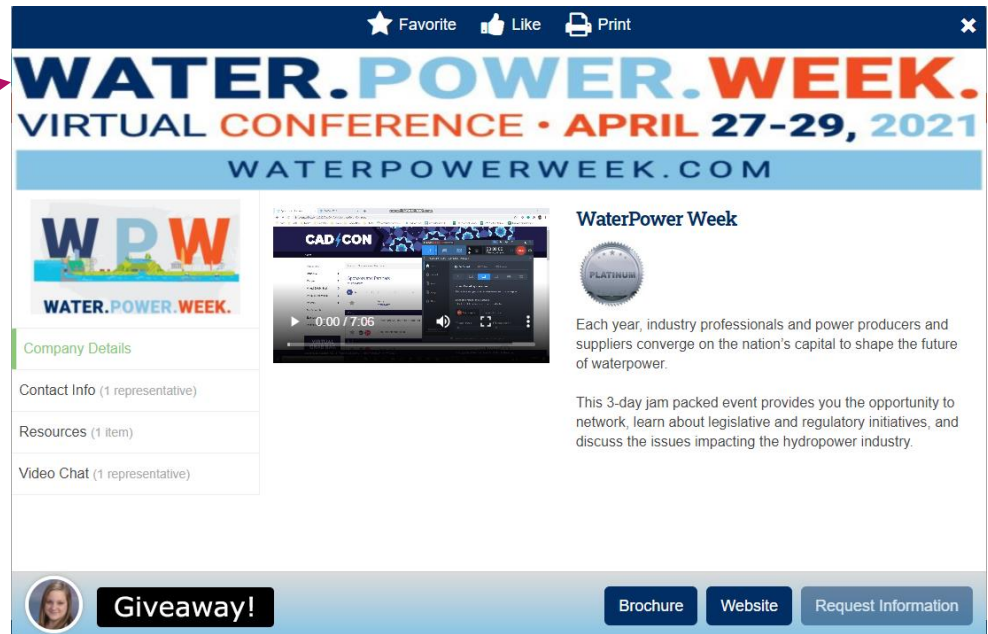 Favorite Like Print
WATER.POWER.WEEK.
VIRTUAL CONFERENCE • APRIL 27-29, 2021
WATERPOWERWEEK.COM
WPW
WATER.POWER.WEEK.
Company Details
Contact Info (1 representative)
Resources (1 item)
Video Chat (1 representative)
CAD CON
0:00 / 7:06
WaterPower Week
PLATINUM
Each year, industry professionals and power producers and
suppliers converge on the nation's capital to shape the future
of waterpower.
This 3-day jam packed event provides you the opportunity to
network, learn about legislative and regulatory initiatives, and
discuss the issues impacting the hydropower industry.
Giveaway!
Brochure Website Request Information